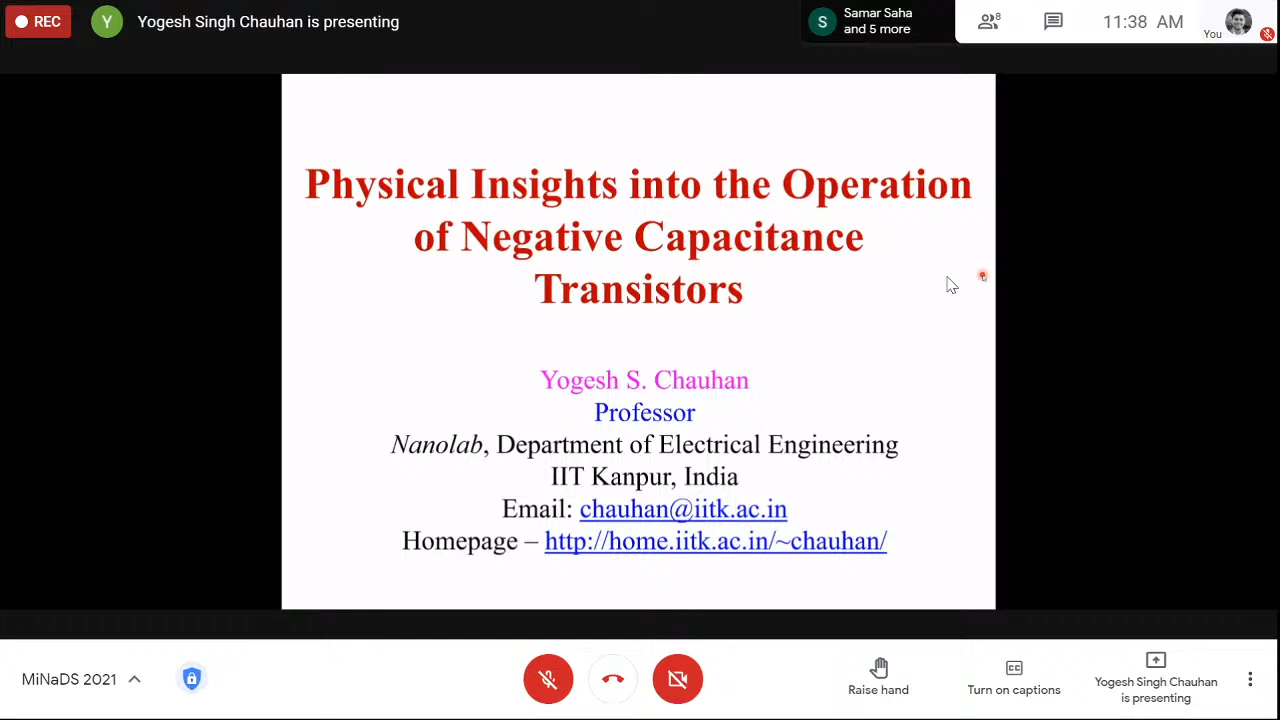 REC
Y
Yogesh Singh Chauhan is presenting
S
Samar Saha
and 5 more
8
11:38 AM
You
Physical Insights into the Operation
of Negative Capacitance
Transistors
Yogesh S. Chauhan
Professor
Nanolab, Department of Electrical Engineering
IIT Kanpur, India
Email: chauhan@iitk.ac.in
Homepage – http://home.iitk.ac.in/~chauhan/
MiNaDS 2021
Raise hand
CC
Turn on captions
Yogesh Singh Chauhan
is presenting